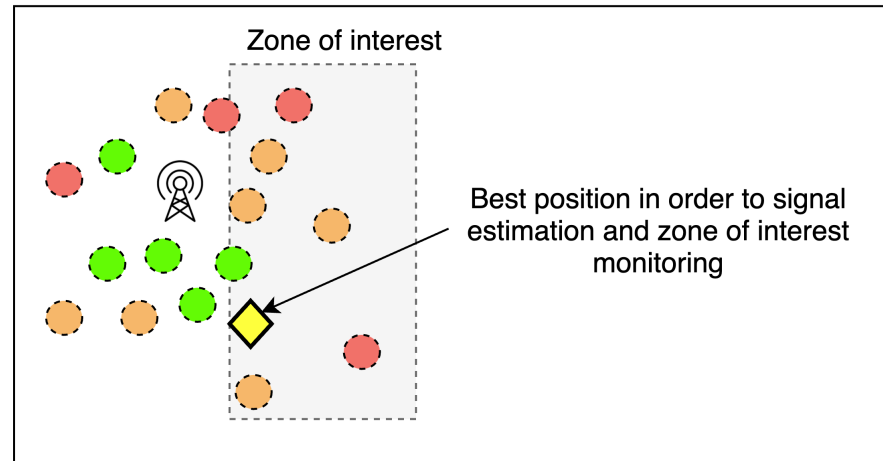 Zone of interest
Best position in order to signal
estimation and zone of interest
monitoring